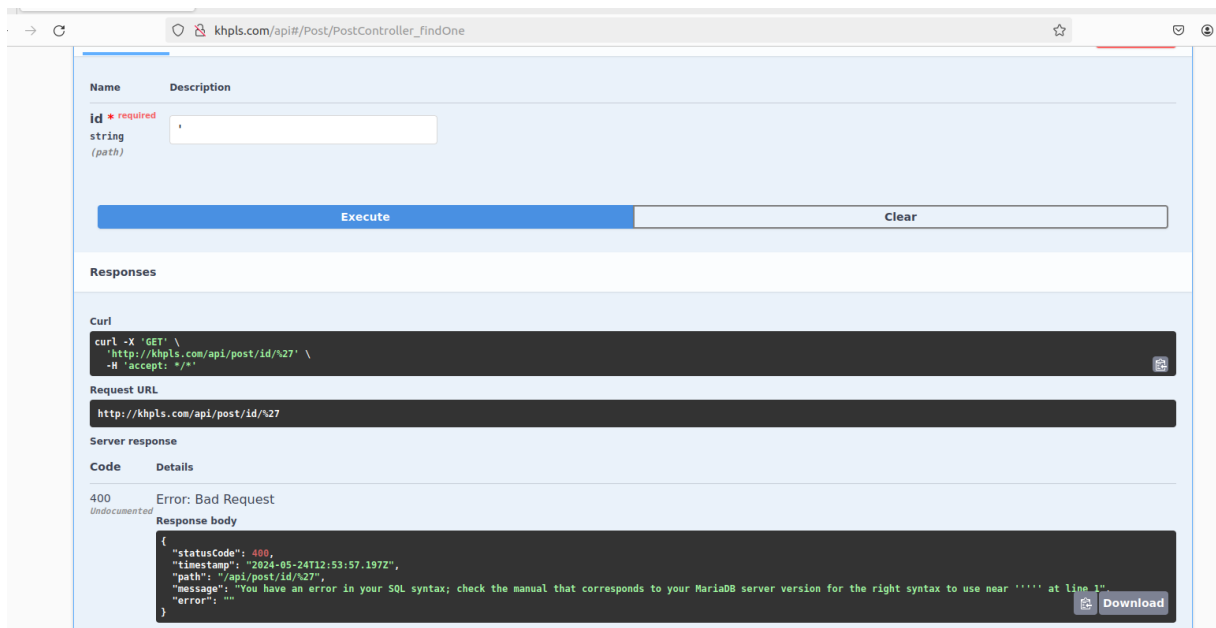 khpls.com/api#/Post/PostController_findOne
Name Description
id * required
string
(path)
'
Execute Clear
Responses
Curl
curl -X 'GET' \
'http://khpls.com/api/post/id/%27' \
-H 'accept: */*'
Request URL
http://khpls.com/api/post/id/%27
Server response
Code Details
400 Error: Bad Request
Undocumented
Response body
{
"statusCode": 400,
"timestamp": "2024-05-24T12:53:57.197Z",
"path": "/api/post/id/%27",
"message": "You have an error in your SQL syntax; check the manual that corresponds to your MariaDB server version for the right syntax to use near ''''' at line 1",
"error": ""
}
Download